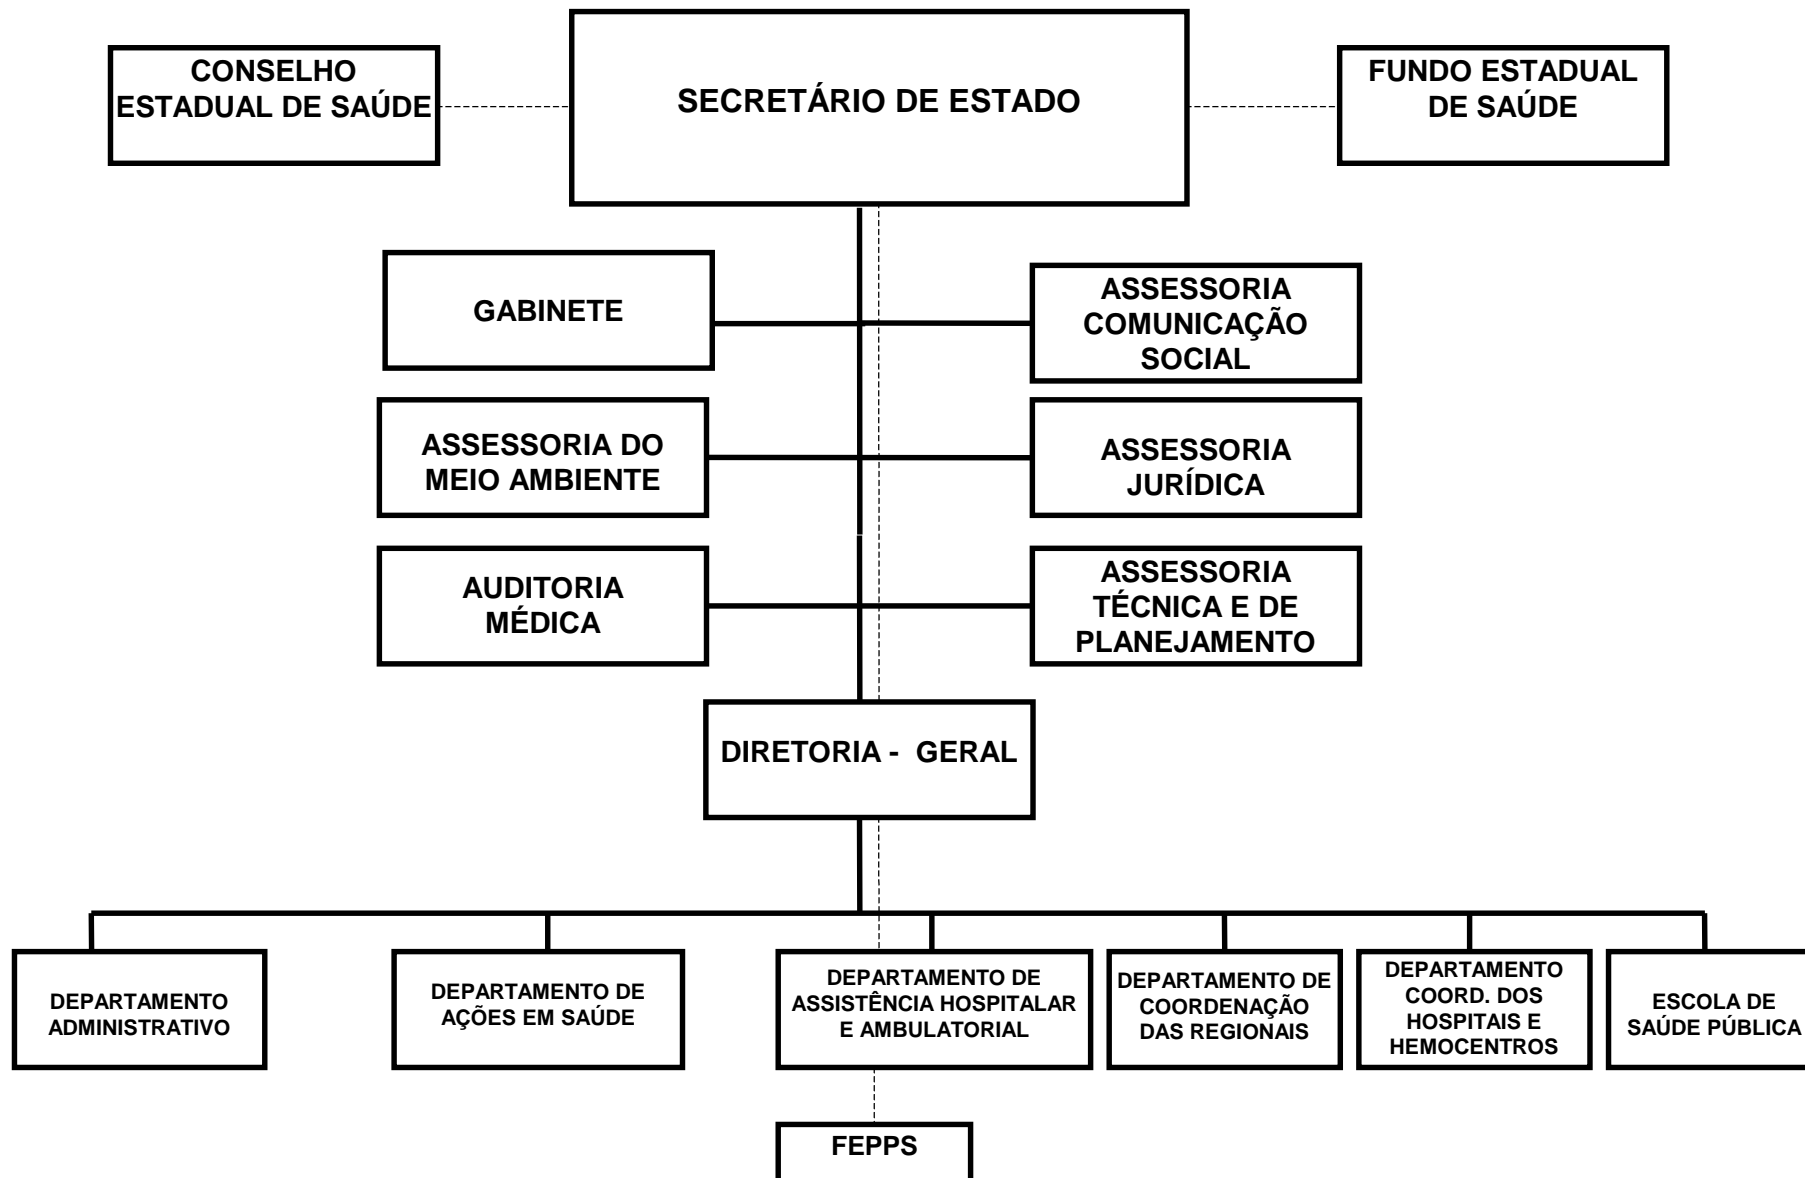 CONSELHO
ESTADUAL DE SAÚDE
SECRETÁRIO DE ESTADO
FUNDO ESTADUAL
DE SAÚDE
GABINETE
ASSESSORIA
COMUNICAÇÃO
SOCIAL
ASSESSORIA DO
MEIO AMBIENTE
ASSESSORIA
JURÍDICA
AUDITORIA
MÉDICA
ASSESSORIA
TÉCNICA E DE
PLANEJAMENTO
DIRETORIA - GERAL
DEPARTAMENTO
ADMINISTRATIVO
DEPARTAMENTO DE
AÇÕES EM SAÚDE
DEPARTAMENTO DE
ASSISTÊNCIA HOSPITALAR
E AMBULATORIAL
DEPARTAMENTO DE
COORDENAÇÃO
DAS REGIONAIS
DEPARTAMENTO
COORD. DOS
HOSPITAIS E
HEMOCENTROS
ESCOLA DE
SAÚDE PÚBLICA
FEPPS